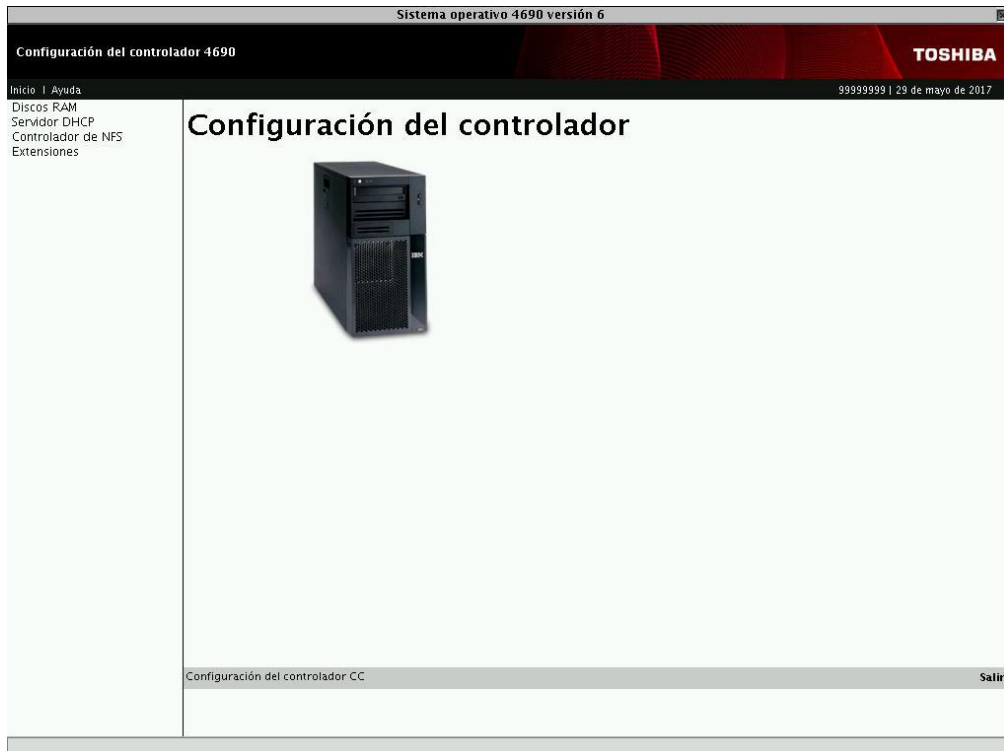 Sistema operativo 4690 versión 6
Configuración del controlador 4690
TOSHIBA
Inicio | Ayuda
99999999 | 29 de mayo de 2017
Discos RAM
Servidor DHCP
Controlador de NFS
Extensiones
Configuración del controlador
IBM
Configuración del controlador CC
Salir